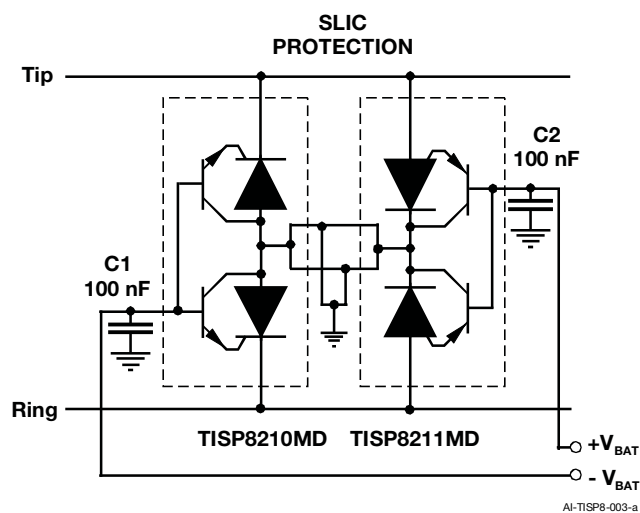 SLIC
PROTECTION
Tip
C2
100 nF
C1
100 nF
Ring
TISP8210MD
TISP8211MD
+VBAT
- VBAT
AI-TISP8-003-a